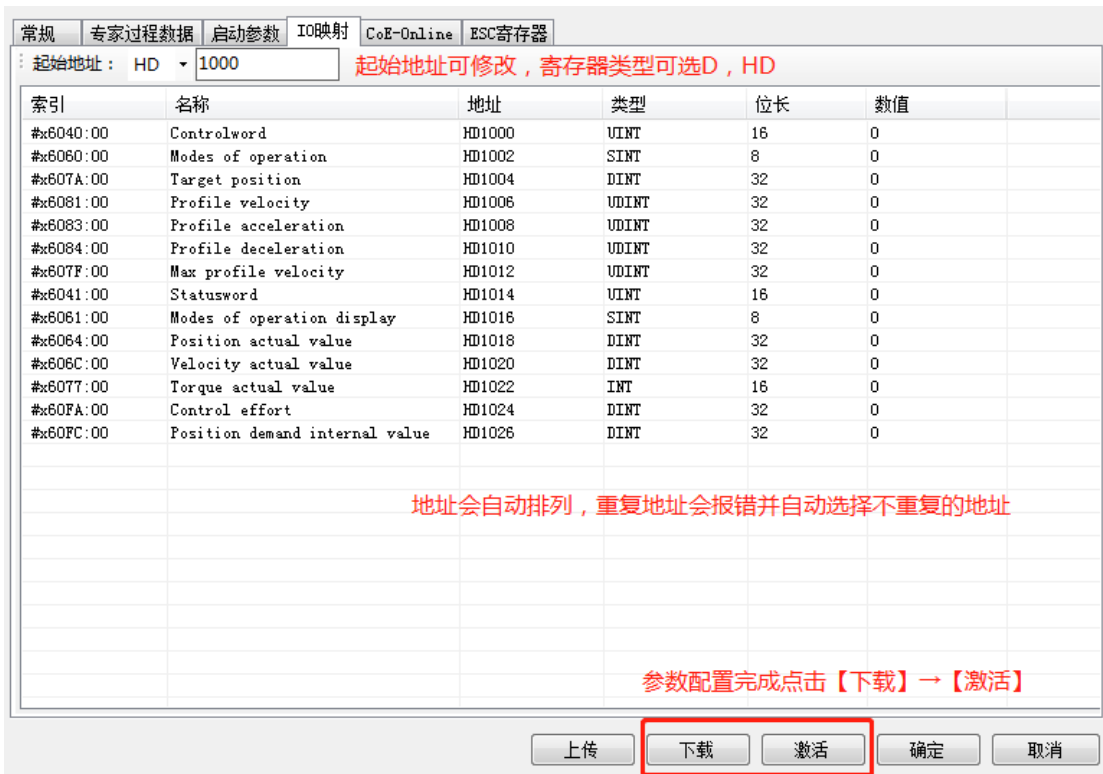 常规 专家过程数据 启动参数 IO映射 CoE-Online ESC寄存器
起始地址： HD 1000 起始地址可修改，寄存器类型可选D，HD
索引 名称 地址 类型 位长 数值
#x6040:00 Controlword HD1000 UINT 16 0
#x6060:00 Modes of operation HD1002 SINT 8 0
#x607A:00 Target position HD1004 DINT 32 0
#x6081:00 Profile velocity HD1006 UDINT 32 0
#x6083:00 Profile acceleration HD1008 UDINT 32 0
#x6084:00 Profile deceleration HD1010 UDINT 32 0
#x607F:00 Max profile velocity HD1012 UDINT 32 0
#x6041:00 Statusword HD1014 UINT 16 0
#x6061:00 Modes of operation display HD1016 SINT 8 0
#x6064:00 Position actual value HD1018 DINT 32 0
#x606C:00 Velocity actual value HD1020 DINT 32 0
#x6077:00 Torque actual value HD1022 INT 16 0
#x60FA:00 Control effort HD1024 DINT 32 0
#x60FC:00 Position demand internal value HD1026 DINT 32 0
地址会自动排列，重复地址会报错并自动选择不重复的地址
参数配置完成点击【下载】→【激活】
上传 下载 激活 确定 取消